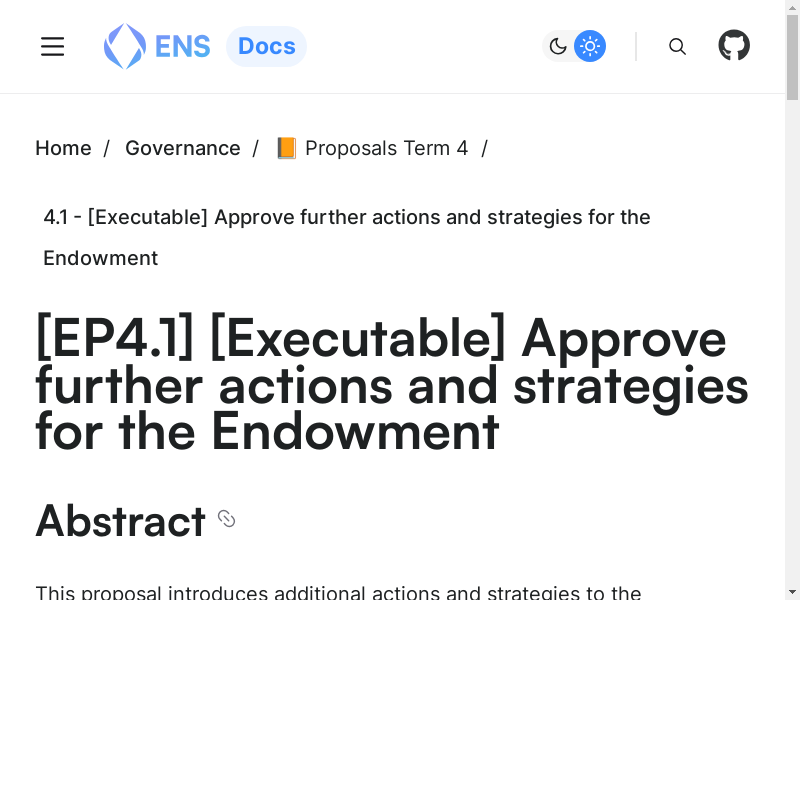 ENS Docs
Home / Governance / 📙 Proposals Term 4 /
4.1 - [Executable] Approve further actions and strategies for the
Endowment
[EP4.1] [Executable] Approve
further actions and strategies
for the Endowment
Abstract
This proposal introduces additional actions and strategies to the